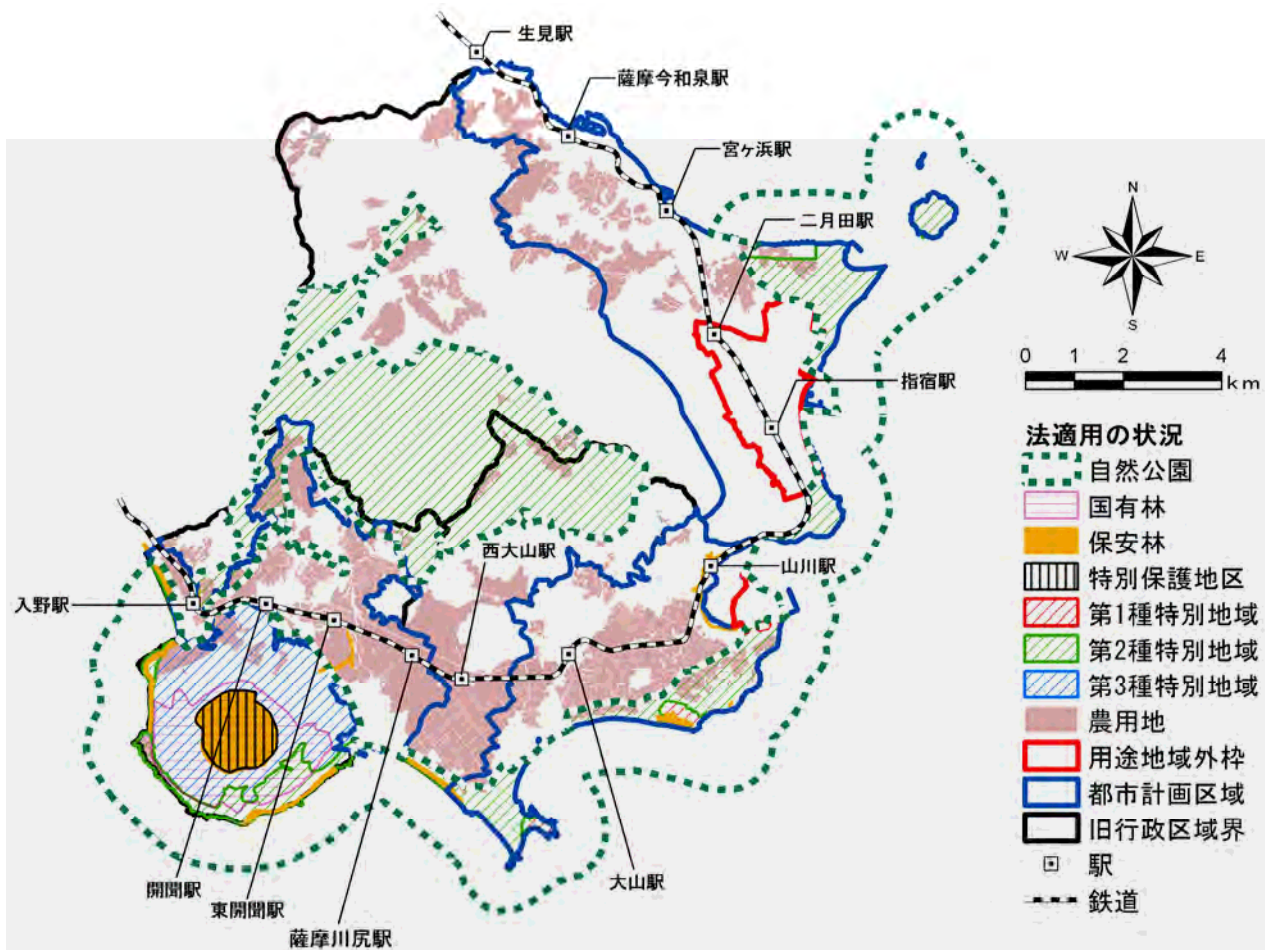 生見駅
薩摩今和泉駅
宮ヶ浜駅
二月田駅
指宿駅
N
W
E
S
0 1 2 4
km
法適用の状況
自然公園
国有林
保安林
特別保護地区
第1種特別地域
第2種特別地域
第3種特別地域
農用地
用途地域外枠
都市計画区域
旧行政区域界
駅
鉄道
西大山駅
山川駅
入野駅
開聞駅
東開聞駅
薩摩川尻駅
大山駅